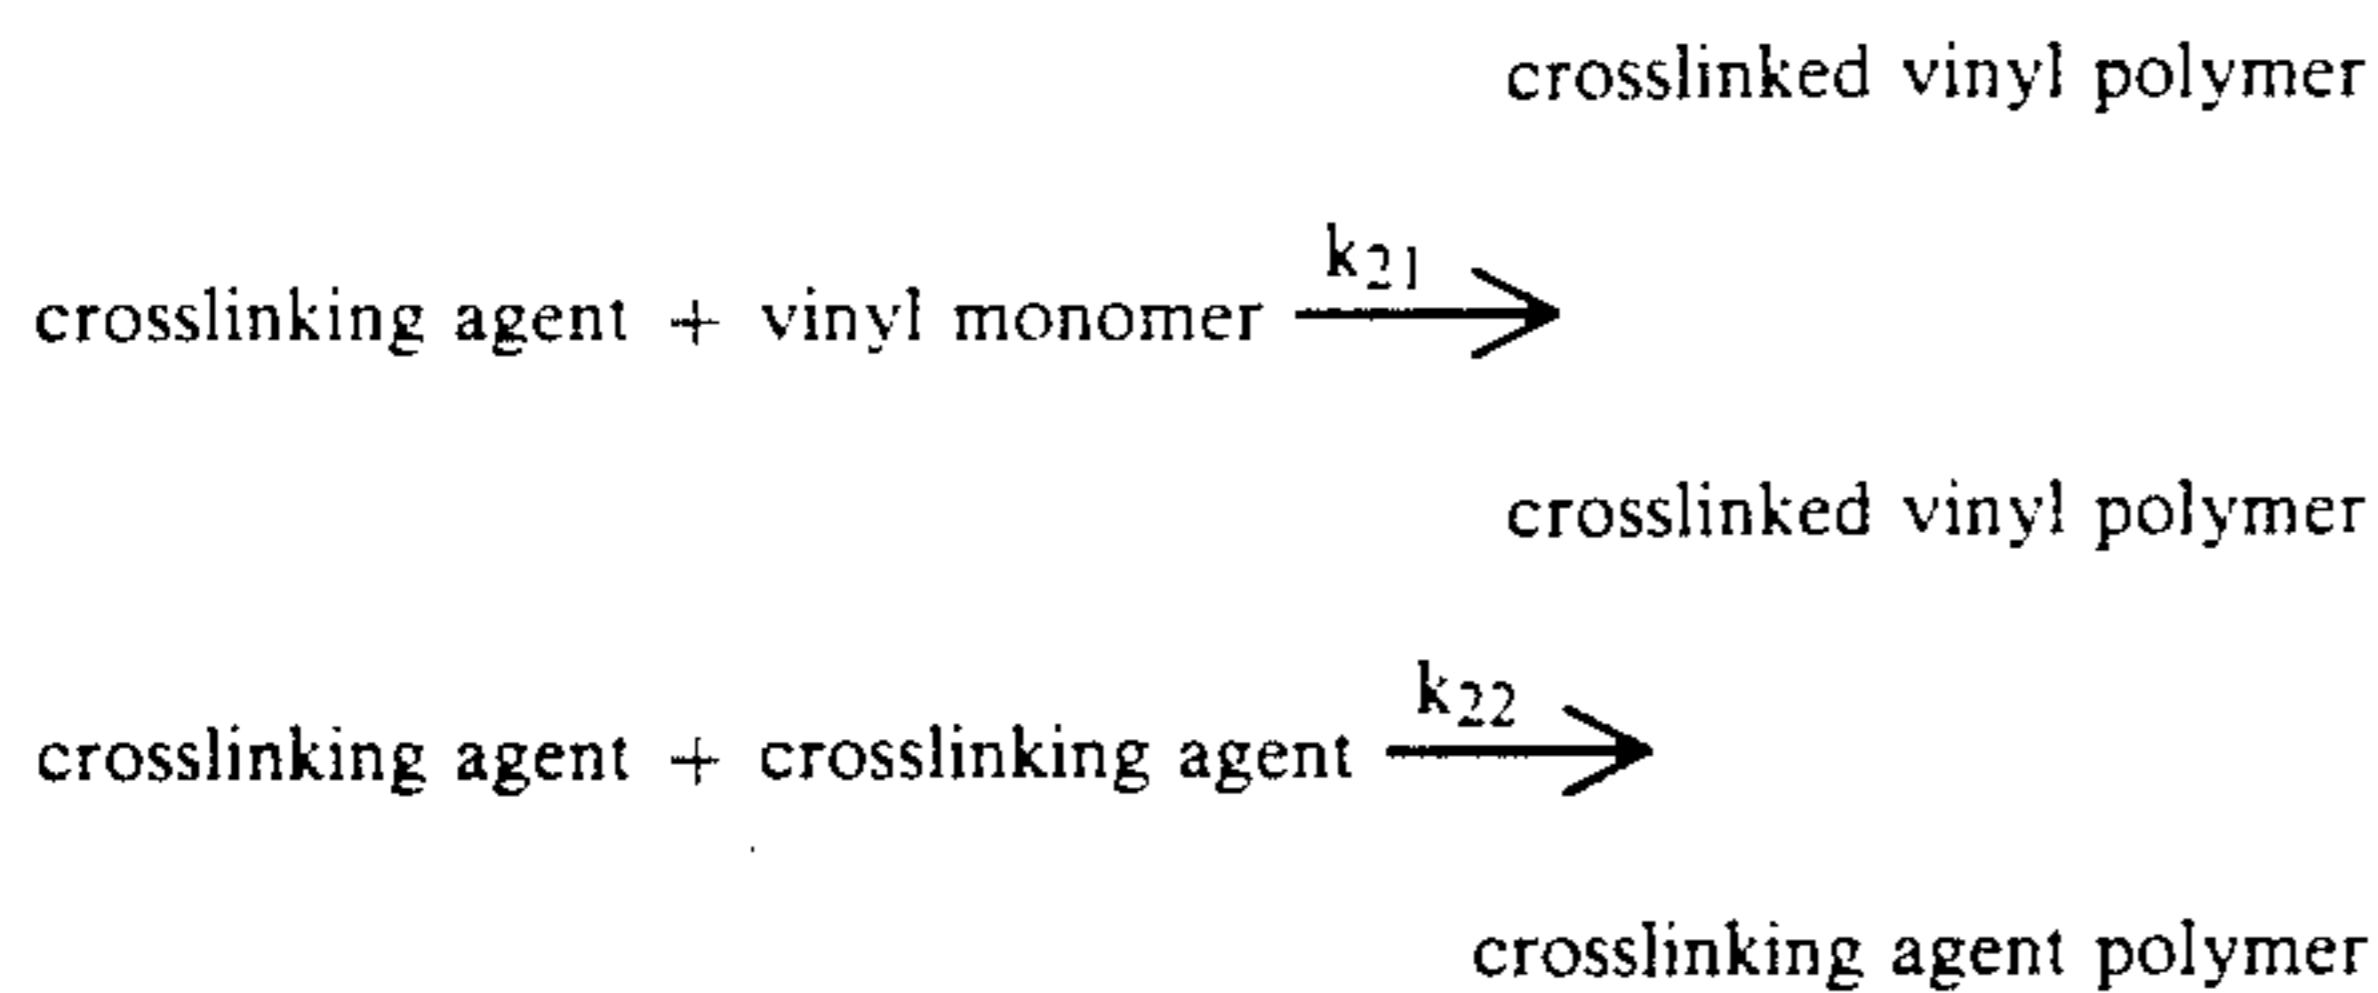 crosslinked vinyl polymer
k21
crosslinking agent + vinyl monomer ⟶
crosslinked vinyl polymer
k22
crosslinking agent + crosslinking agent ⟶
crosslinking agent polymer